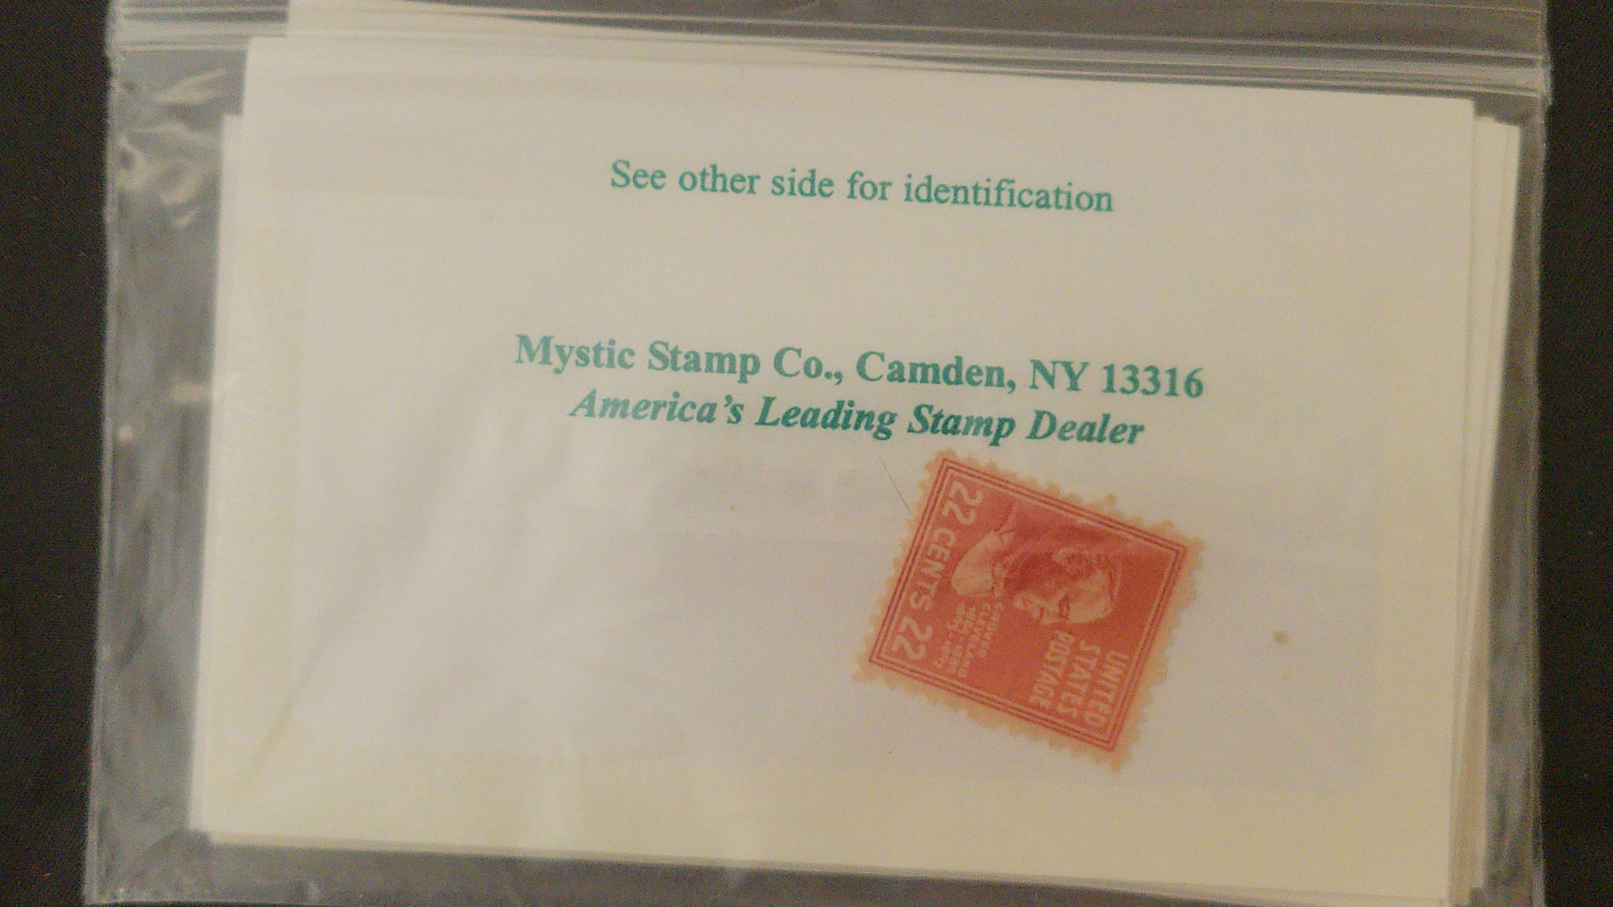 See other side for identification
Mystic Stamp Co., Camden, NY 13316
America's Leading Stamp Dealer
22 CENTS 22
UNITED
STATES
POSTAGE
CLEVELAND